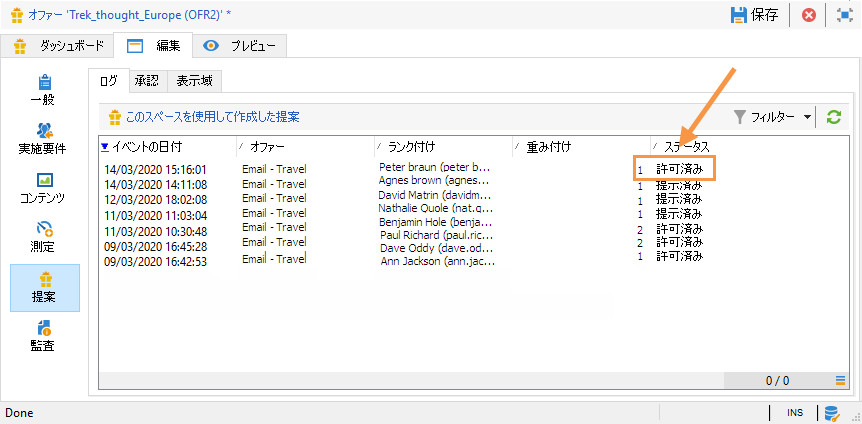 オファー 'Trek_thought_Europe (OFR2)' *
保存
ダッシュボード 編集 プレビュー
一般
実施要件
コンテンツ
測定
提案
監査
ログ 承認 表示域
このスペースを使用して作成した提案 フィルター
イベントの日付 オファー ランク付け 重み付け ステータス
14/03/2020 15:16:01 Email - Travel Peter braun (peter b... 1 許可済み
14/03/2020 14:11:08 Email - Travel Agnes brown (agnes... 1 提示済み
12/03/2020 18:02:08 Email - Travel David Matrin (davidm... 1 提示済み
11/03/2020 11:03:04 Email - Travel Nathalie Quole (nat.q... 1 提示済み
11/03/2020 10:30:48 Email - Travel Benjamin Hole (benja... 2 許可済み
09/03/2020 16:45:28 Email - Travel Paul Richard (paul.ric... 2 許可済み
09/03/2020 16:42:53 Email - Travel Dave Oddy (dave.od... 1 許可済み
Ann Jackson (ann.jac...
0 / 0
Done INS